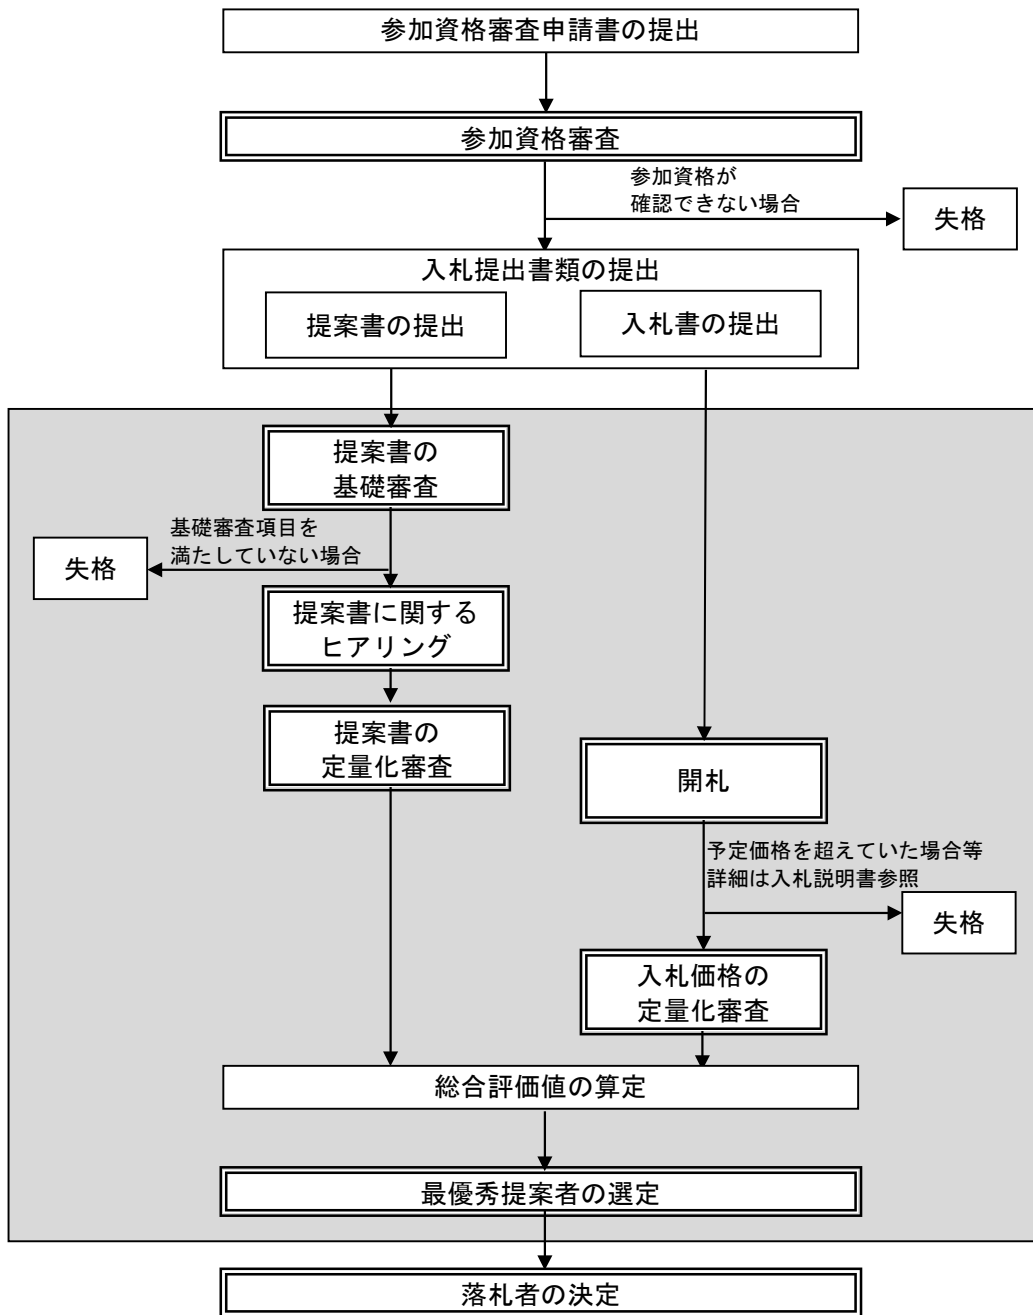 参加資格審査申請書の提出
参加資格審査
参加資格が
確認できない場合
失格
入札提出書類の提出
提案書の提出
入札書の提出
提案書の
基礎審査
基礎審査項目を
満たしていない場合
失格
提案書に関する
ヒアリング
提案書の
定量化審査
開札
予定価格を超えていた場合等
詳細は入札説明書参照
失格
入札価格の
定量化審査
総合評価値の算定
最優秀提案者の選定
落札者の決定